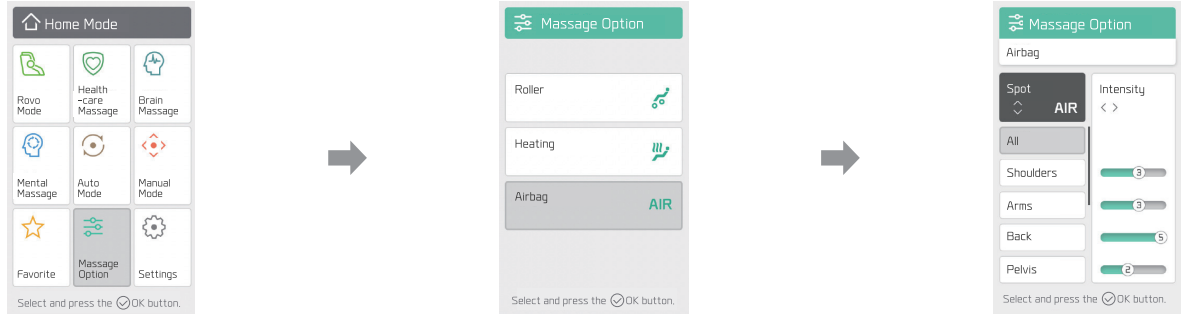 Home Mode
Rovo
Mode
Health
-care
Massage
Brain
Massage
Mental
Massage
Auto
Mode
Manual
Mode
Favorite
Massage
Option
Settings
Select and press the OK button.
Massage Option
Roller
Heating
Airbag
AIR
Select and press the OK button.
Massage Option
Airbag
Spot
AIR
Intensity
All
Shoulders
3
Arms
3
Back
5
Pelvis
2
Select and press the OK button.